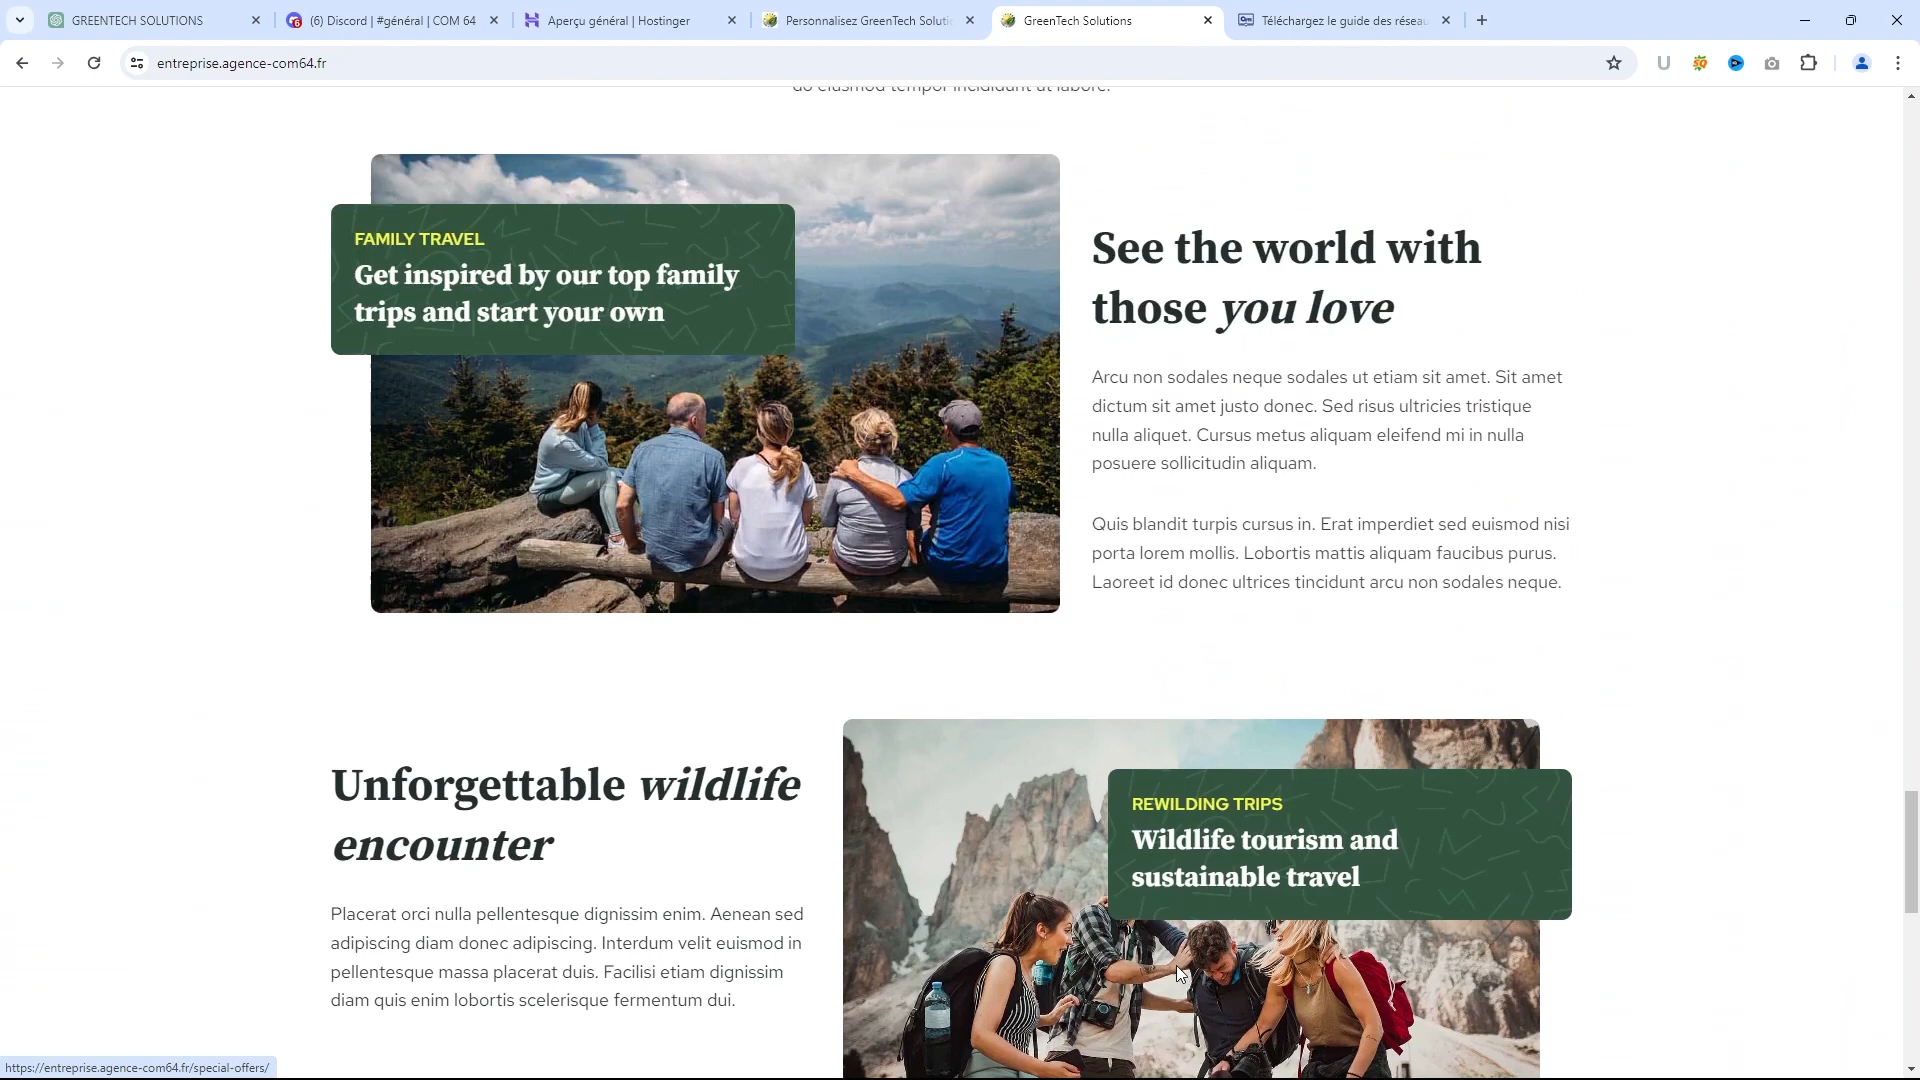 GREENTECH SOLUTIONS
(6) Discord | #général | COM 64
Aperçu général | Hostinger
Personnalisez GreenTech Soluti
GreenTech Solutions
Téléchargez le guide des réseau
entreprise.agence-com64.fr
do eiusmod tempor incididunt ut labore.
FAMILY TRAVEL
Get inspired by our top family
trips and start your own
See the world with
those you love
Arcu non sodales neque sodales ut etiam sit amet. Sit amet
dictum sit amet justo donec. Sed risus ultricies tristique
nulla aliquet. Cursus metus aliquam eleifend mi in nulla
posuere sollicitudin aliquam.
Quis blandit turpis cursus in. Erat imperdiet sed euismod nisi
porta lorem mollis. Lobortis mattis aliquam faucibus purus.
Laoreet id donec ultrices tincidunt arcu non sodales neque.
Unforgettable wildlife
encounter
Placerat orci nulla pellentesque dignissim enim. Aenean sed
adipiscing diam donec adipiscing. Interdum velit euismod in
pellentesque massa placerat duis. Facilisi etiam dignissim
diam quis enim lobortis scelerisque fermentum dui.
REWILDING TRIPS
Wildlife tourism and
sustainable travel
https://entreprise.agence-com64.fr/special-offers/